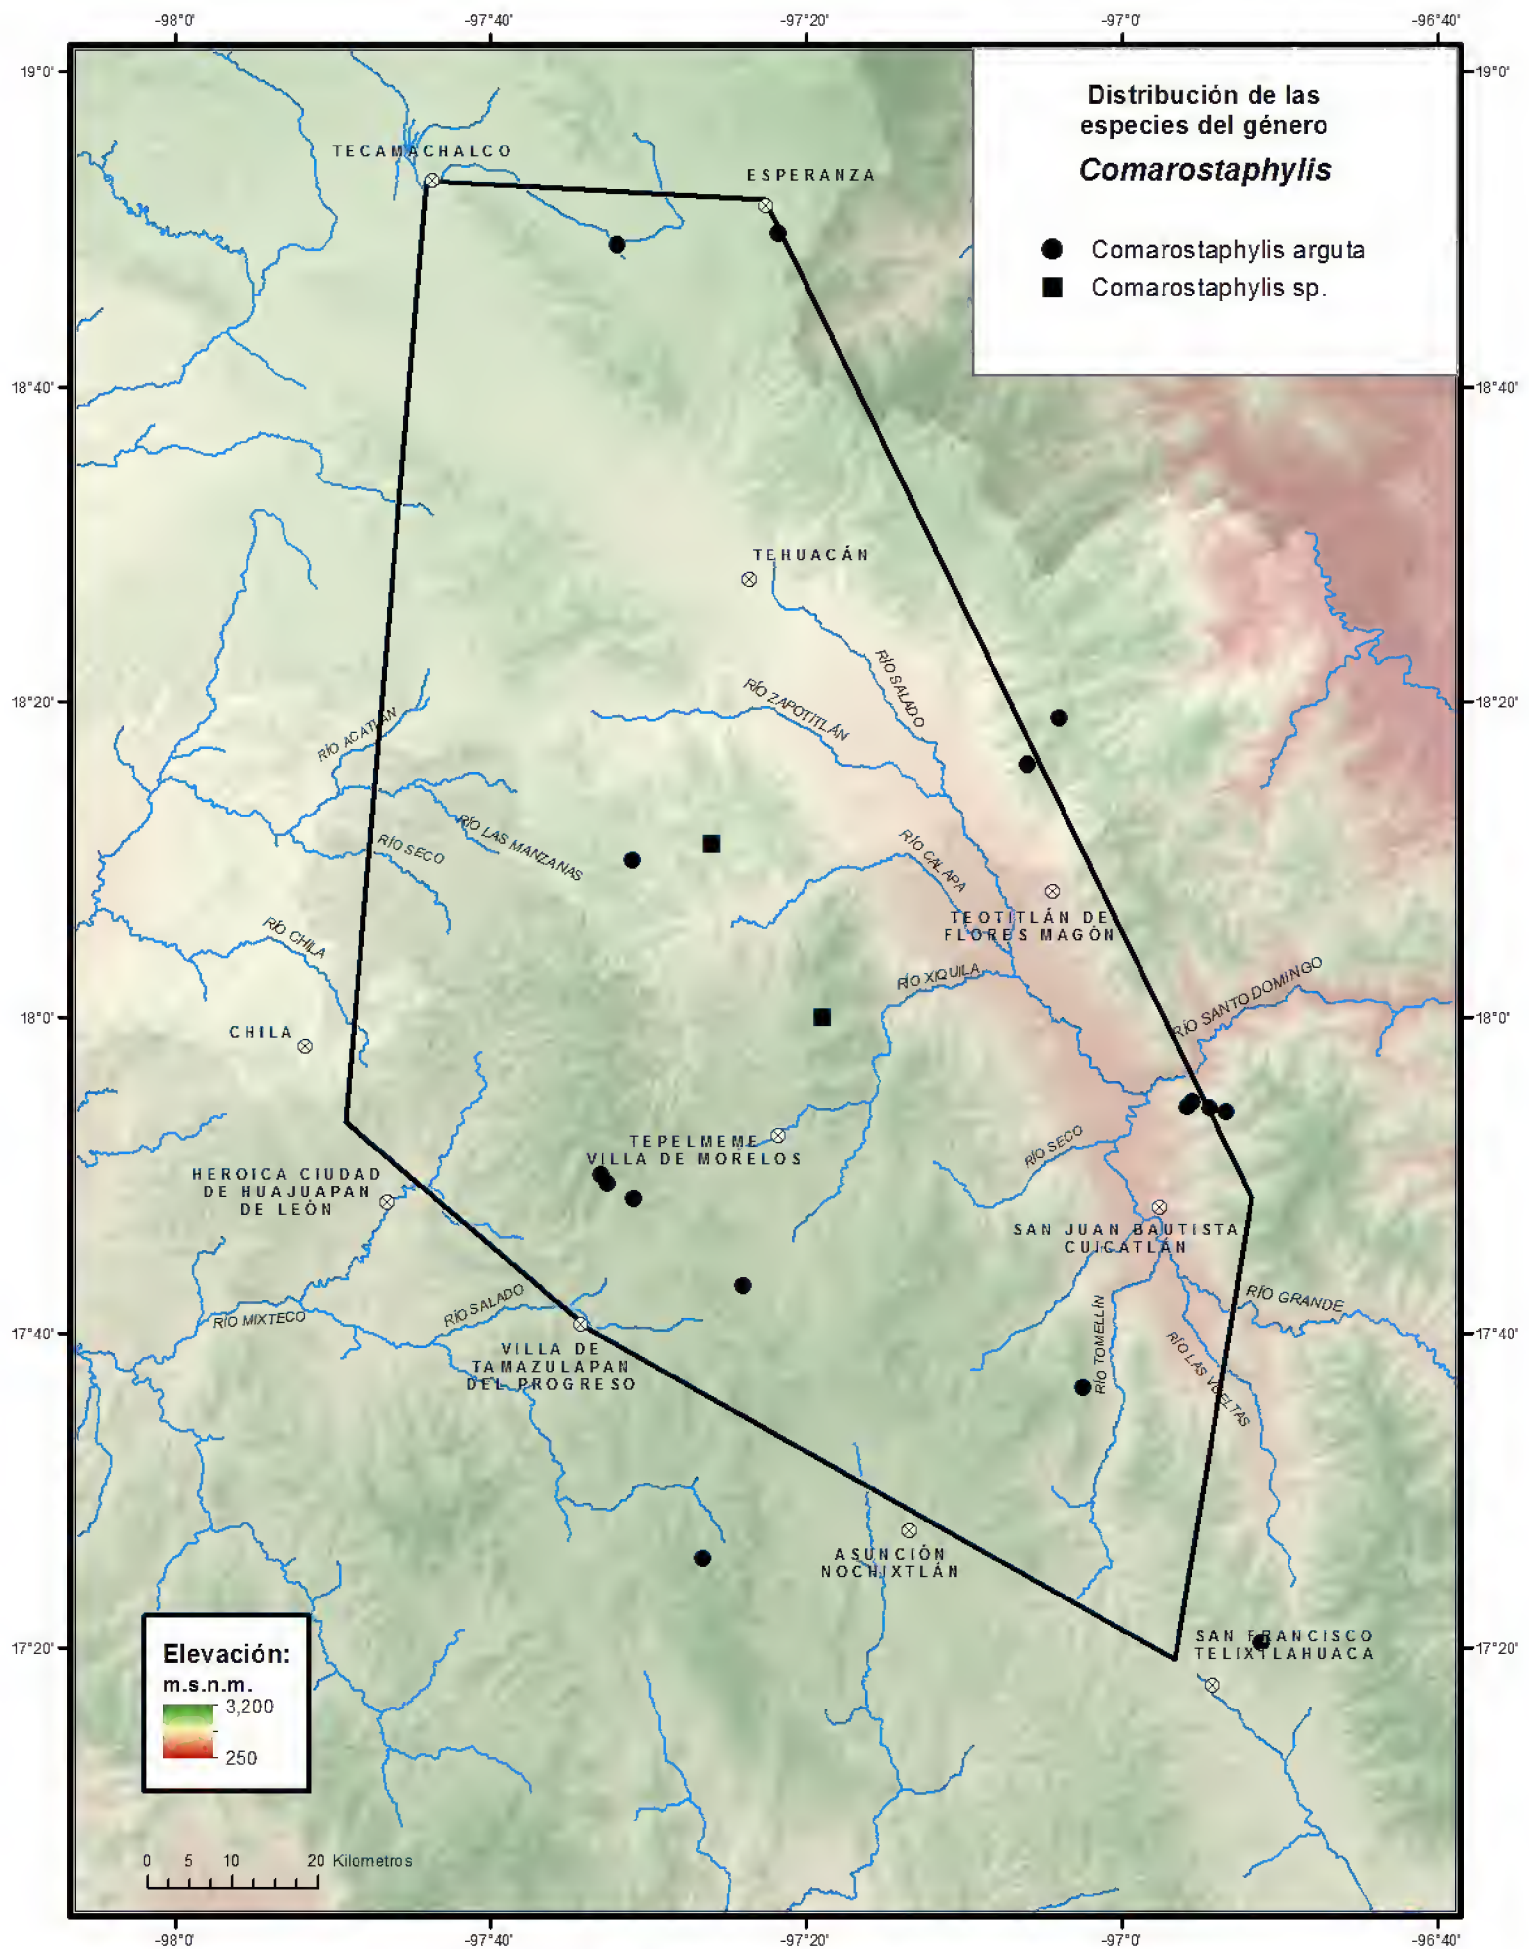 -98°0'
-97°40'
-97°20'
-97°0'
-96°40'
19°0'
19°0'
Distribución de las
especies del género
Comarostaphylis
Comarostaphylis arguta
Comarostaphylis sp.
TECAMACHALCO
ESPERANZA
18°40'
18°40'
TEHUACÁN
RÍO SALADO
18°20'
18°20'
RÍO ZAPOTITLÁN
RÍO ACATLÁN
RÍO LAS MANZANAS
RÍO SECO
RÍO CALAPA
TEOTITLÁN DE
FLORES MAGÓN
RÍO CHILA
RÍO XIQUILA
RÍO SANTO DOMINGO
18°0'
18°0'
CHILA
TEPELMEME
VILLA DE MORELOS
RÍO SECO
HEROICA CIUDAD
DE HUAJUAPAN
DE LEÓN
SAN JUAN BAUTISTA
CUICATLÁN
RÍO SALADO
RÍO MIXTECO
RÍO GRANDE
RÍO TOMELLÍN
RÍO LAS VUELTAS
17°40'
17°40'
VILLA DE
TAMAZULAPAN
DEL PROGRESO
ASUNCIÓN
NOCHIXTLÁN
SAN FRANCISCO
TELIXTLAHUACA
17°20'
17°20'
Elevación:
m.s.n.m.
3,200
250
0 5 10 20 Kilometros
-98°0'
-97°40'
-97°20'
-97°0'
-96°40'